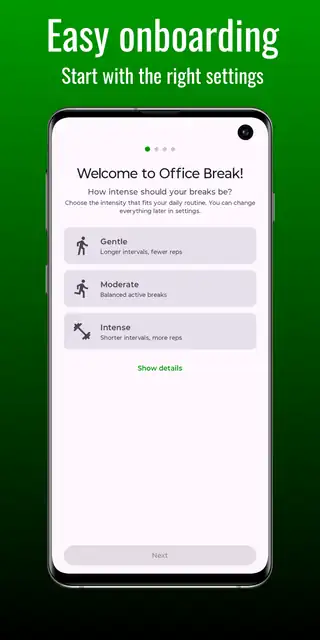 Easy onboarding
Start with the right settings
Welcome to Office Break!
How intense should your breaks be?
Choose the intensity that fits your daily routine. You can change
everything later in settings.
Gentle
Longer intervals, fewer reps
Moderate
Balanced active breaks
Intense
Shorter intervals, more reps
Show details
Next